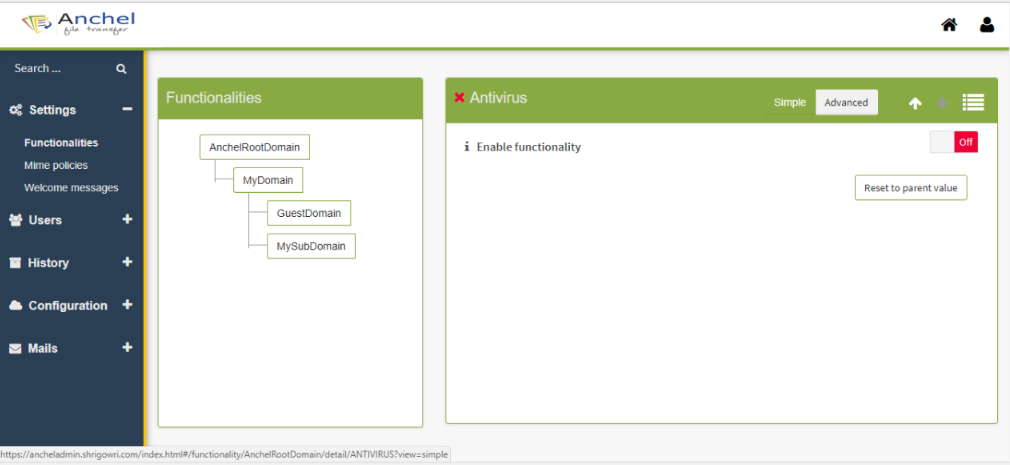 Anchel
file transfer
Search ...
Settings
Functionalities
Mime policies
Welcome messages
Users
History
Configuration
Mails
Functionalities
AnchelRootDomain
MyDomain
GuestDomain
MySubDomain
Antivirus
Simple Advanced
Enable functionality
Off
Reset to parent value
https://ancheladmin.shrigowri.com/index.html#/functionality/AnchelRootDomain/detail/ANTIVIRUS?view=simple